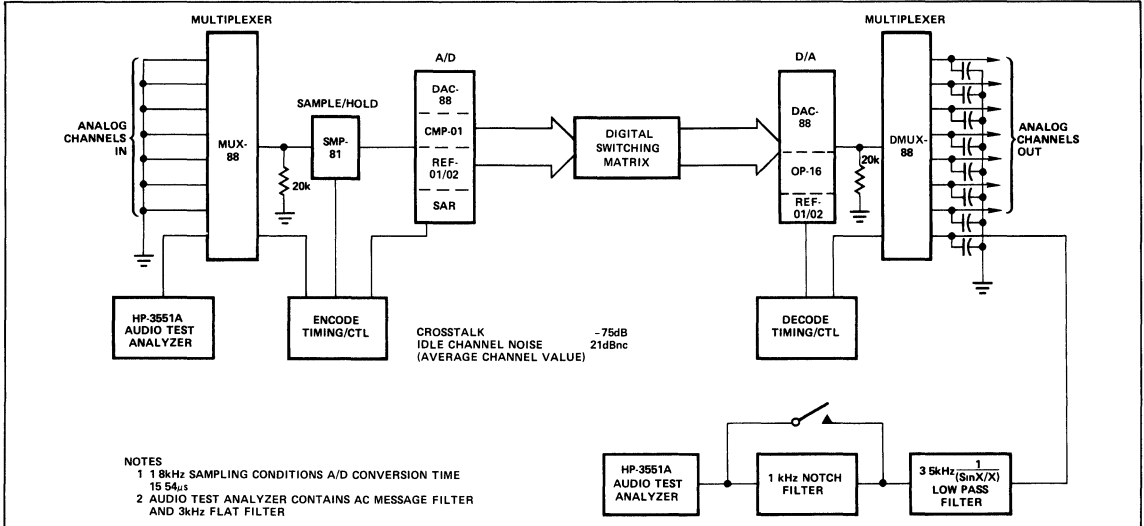 MULTIPLEXER
MULTIPLEXER
A/D
D/A
SAMPLE/HOLD
ANALOG
CHANNELS
IN
MUX-
88
20k
SMP-
81
DAC-
88
CMP-01
REF-
01/02
SAR
DIGITAL
SWITCHING
MATRIX
DAC-
88
OP-16
REF-
01/02
20k
DMUX-
88
ANALOG
CHANNELS
OUT
HP-3551A
AUDIO TEST
ANALYZER
ENCODE
TIMING/CTL
CROSSTALK -75dB
IDLE CHANNEL NOISE 21dBnc
(AVERAGE CHANNEL VALUE)
DECODE
TIMING/CTL
NOTES
1 1 8kHz SAMPLING CONDITIONS A/D CONVERSION TIME
15 54μs
2 AUDIO TEST ANALYZER CONTAINS AC MESSAGE FILTER
AND 3kHz FLAT FILTER
HP-3551A
AUDIO TEST
ANALYZER
1 kHz NOTCH
FILTER
3 5kHz 1/(SinX/X)
LOW PASS
FILTER